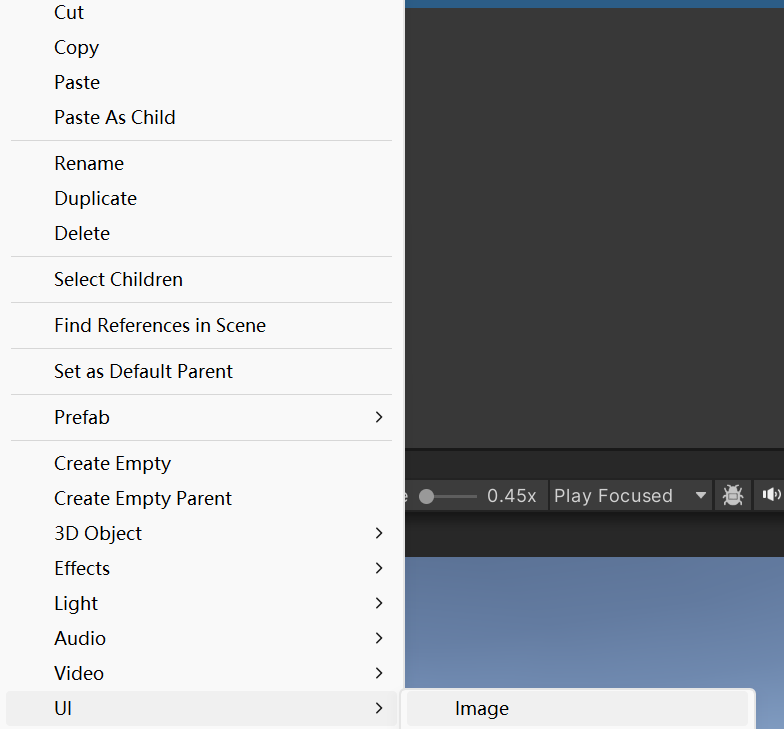 Cut
Copy
Paste
Paste As Child
Rename
Duplicate
Delete
Select Children
Find References in Scene
Set as Default Parent
Prefab
Create Empty
Create Empty Parent
e 0.45x Play Focused
3D Object
Effects
Light
Audio
Video
UI
Image